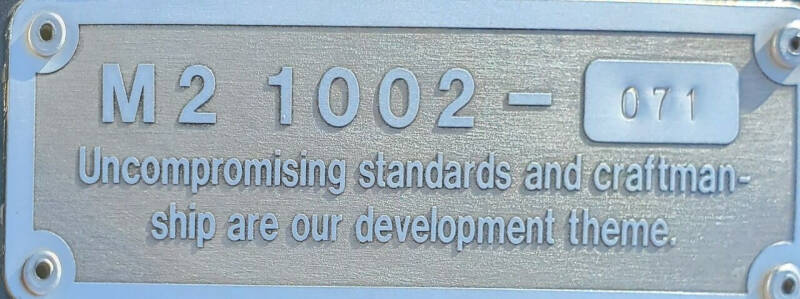 M2 1002 - 071
Uncompromising standards and craftman-
ship are our development theme.